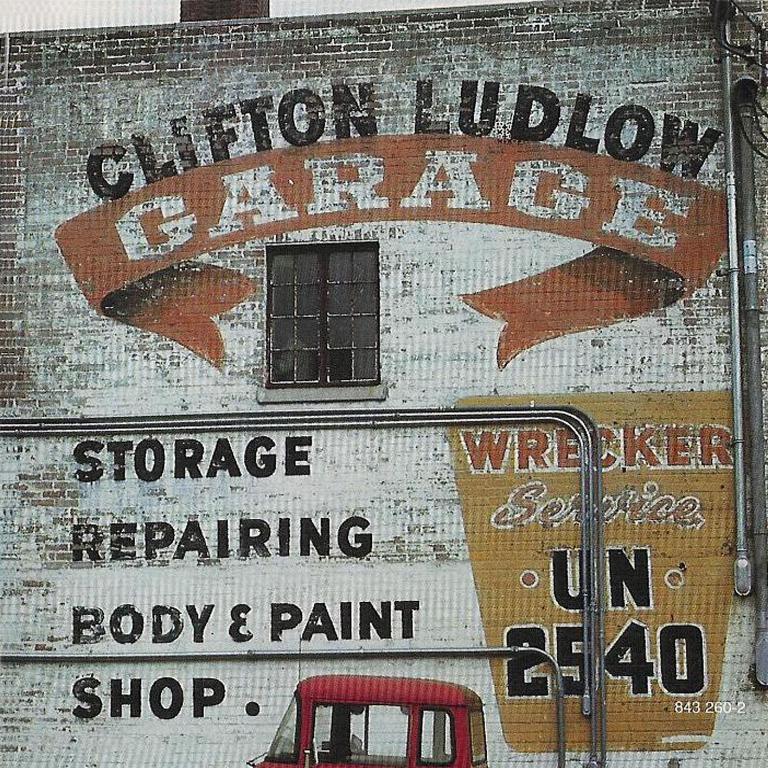 CLIFTON LUDLOW
GARAGE
STORAGE
REPAIRING
BODY & PAINT
SHOP.
WRECKER
Service
UN
2540
843 260-2